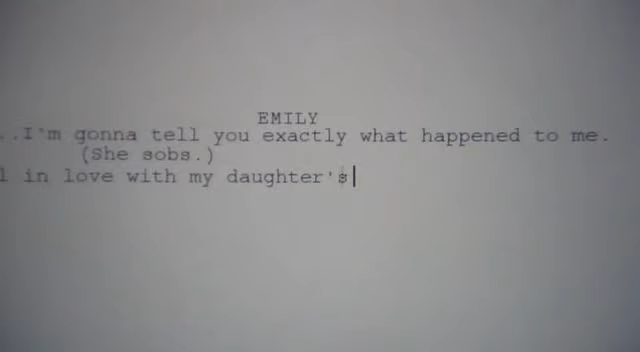 EMILY
..I'm gonna tell you exactly what happened to me.
(She sobs.)
l in love with my daughter's